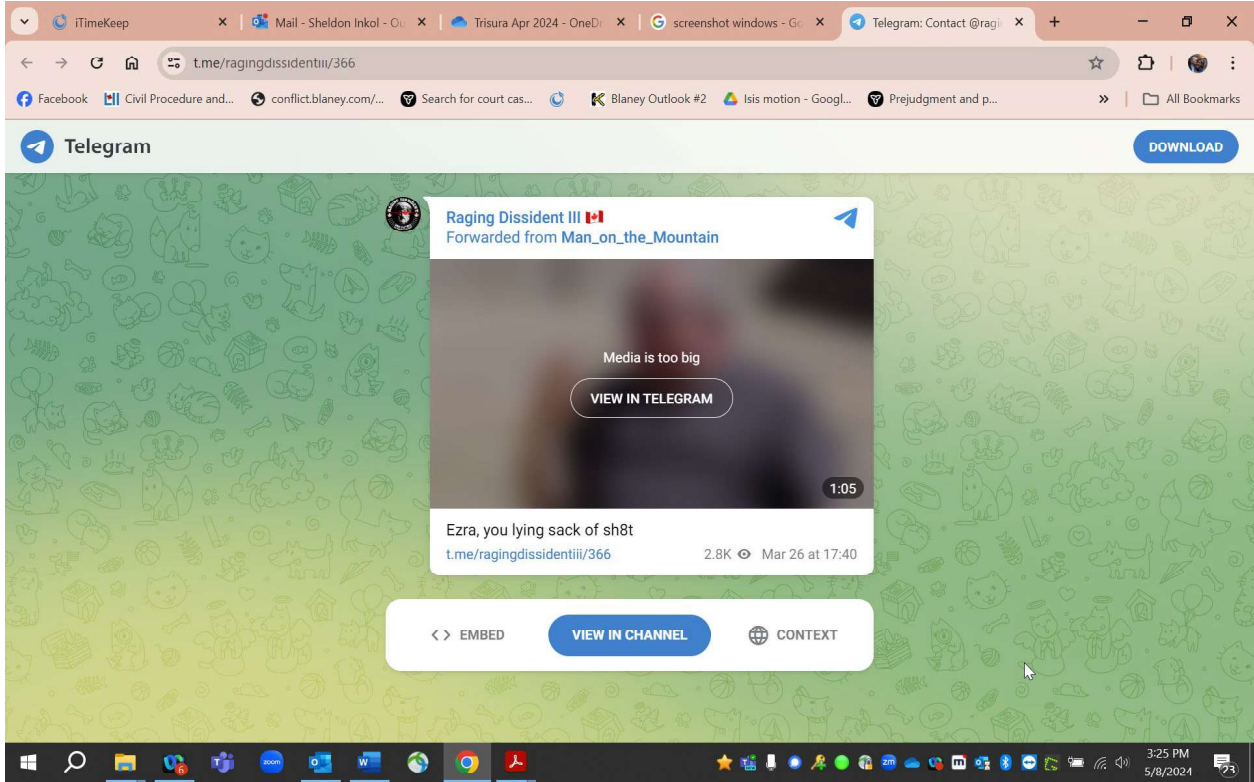 iTimeKeep
Mail - Sheldon Inkol - Ou
Trisura Apr 2024 - OneDr
screenshot windows - Go
Telegram: Contact @ragi
t.me/ragingdissidentiii/366
Facebook
Civil Procedure and...
conflict.blaney.com/...
Search for court cas...
Blaney Outlook #2
Isis motion - Googl...
Prejudgment and p...
»
All Bookmarks
Telegram
DOWNLOAD
Raging Dissident III
Forwarded from Man_on_the_Mountain
Media is too big
VIEW IN TELEGRAM
1:05
Ezra, you lying sack of sh8t
t.me/ragingdissidentiii/366 2.8K Mar 26 at 17:40
EMBED
VIEW IN CHANNEL
CONTEXT
3:25 PM
5/8/2024